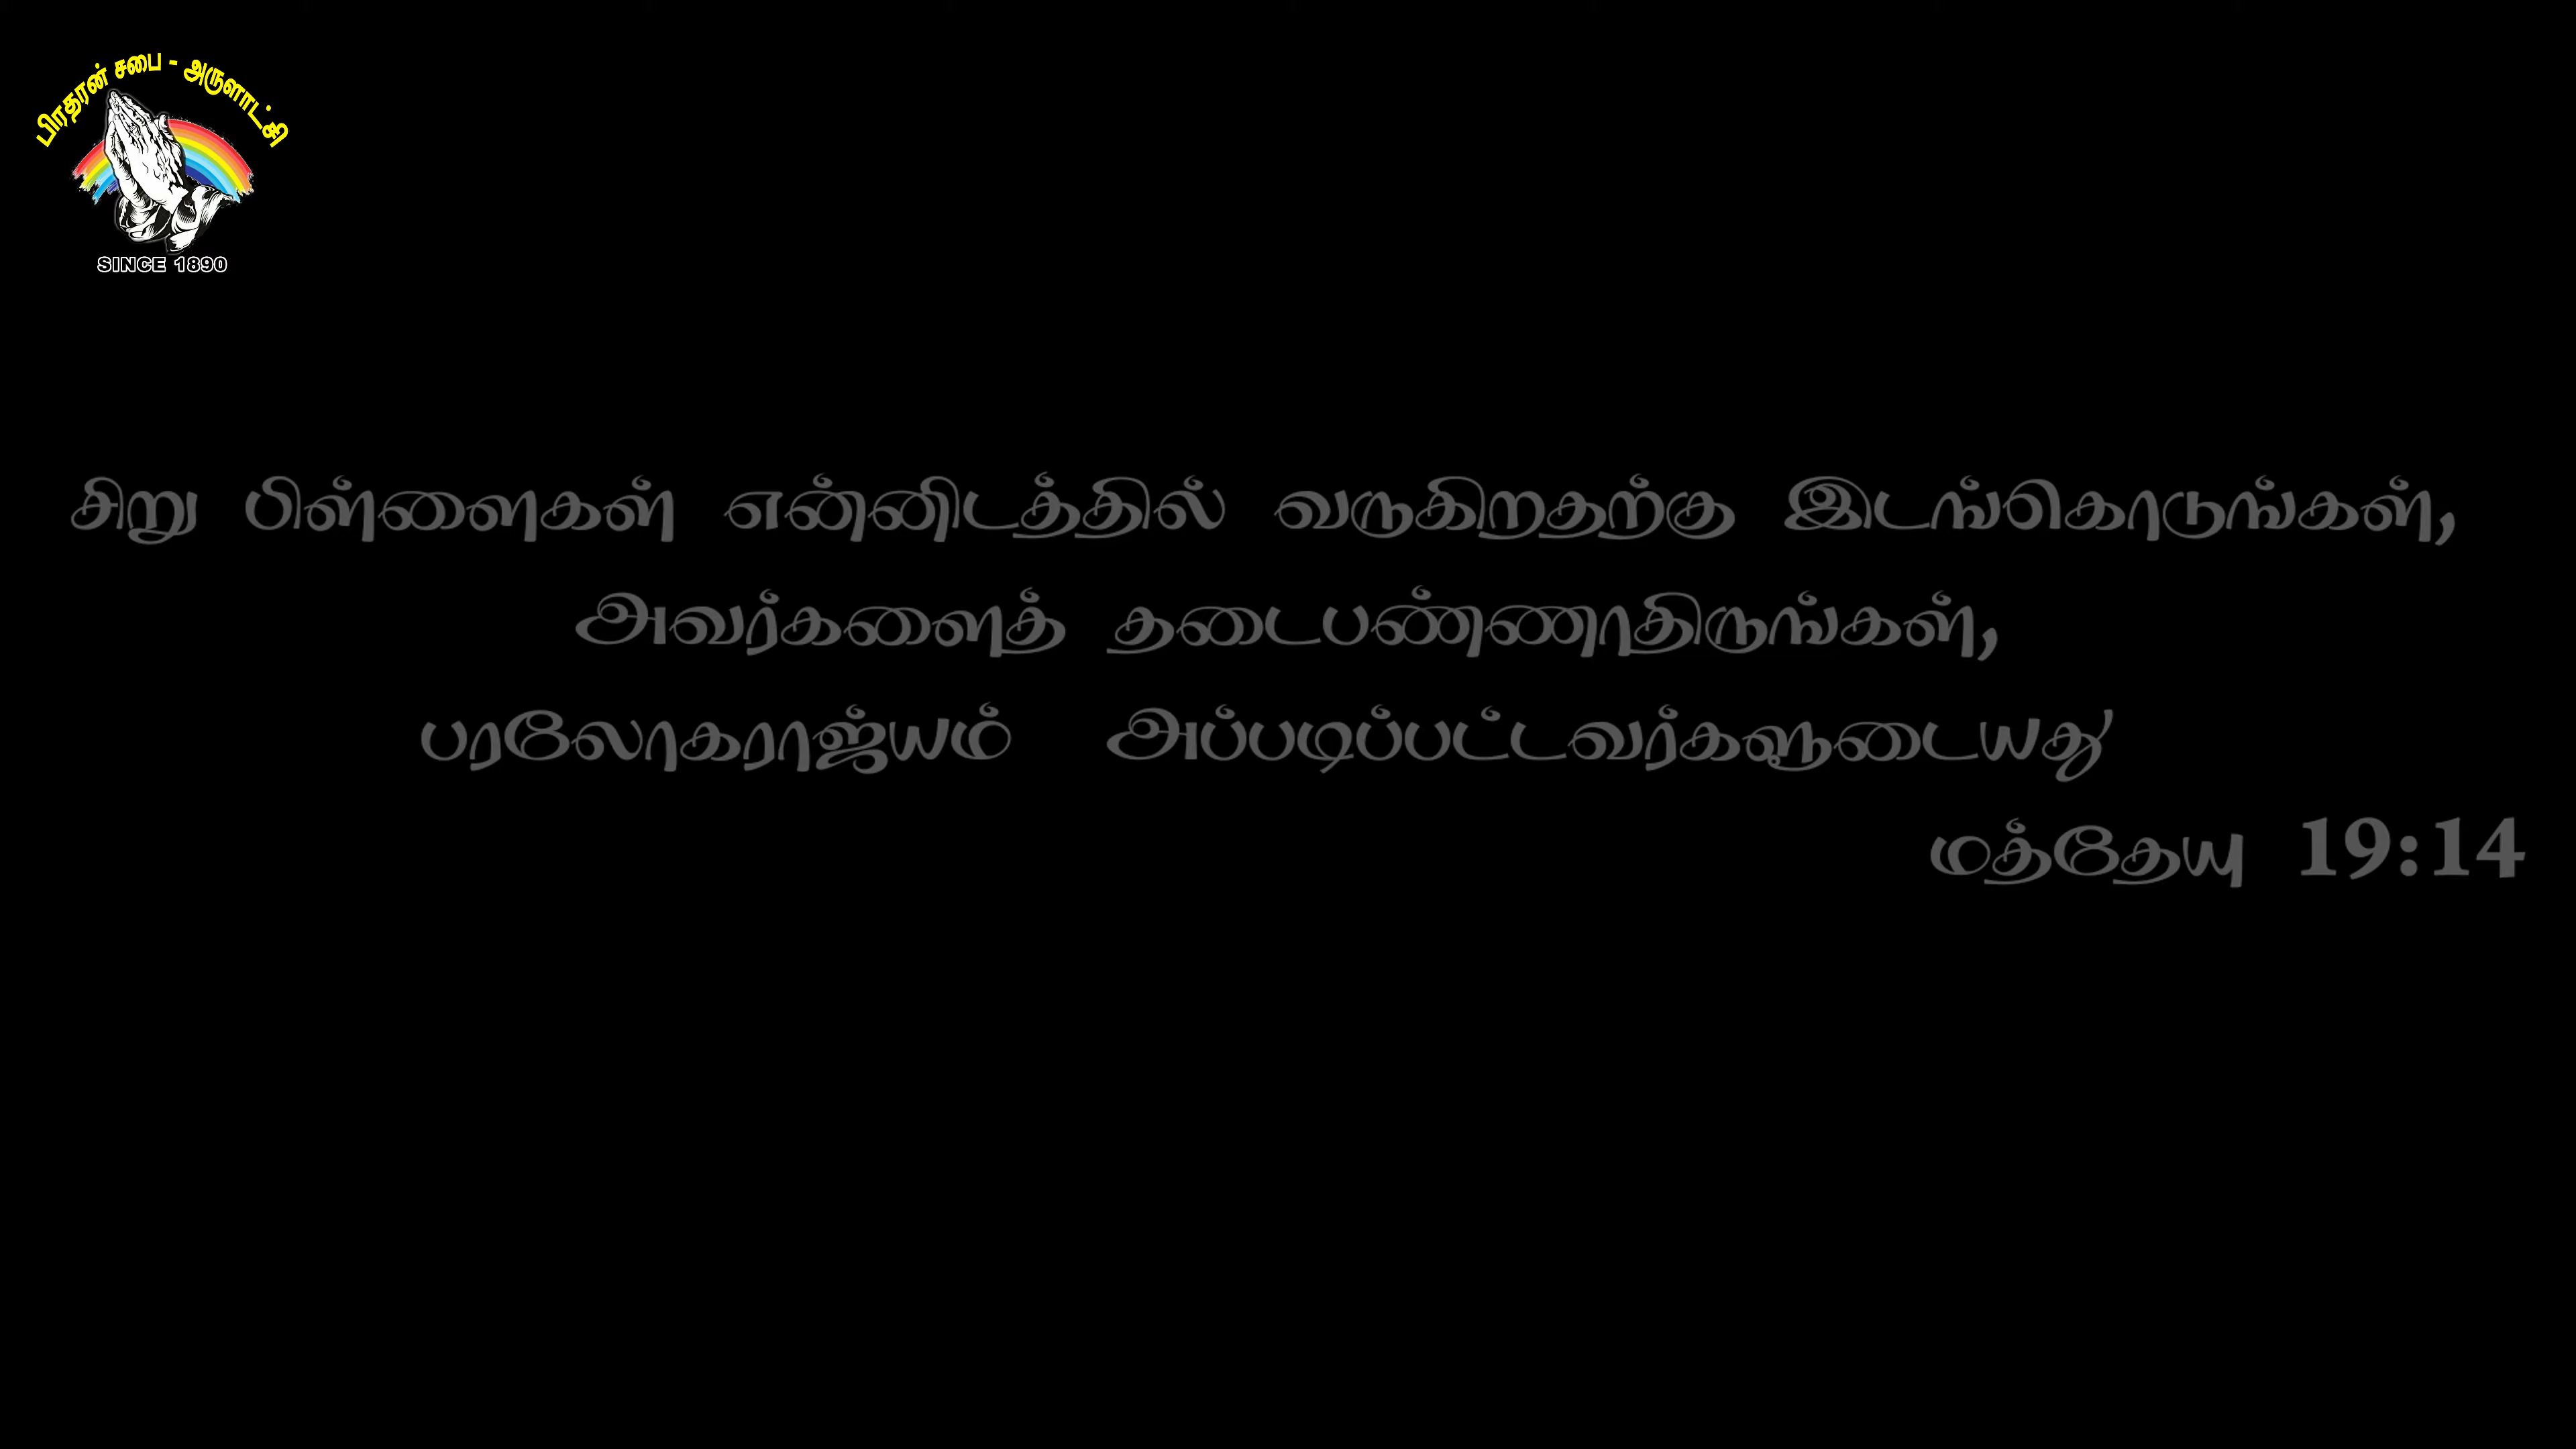 பிரதரன் சபை - அருளாட்சி
SINCE 1890
சிறு பிள்ளைகள் என்னிடத்தில் வருகிறதற்கு இடங்கொடுங்கள்,
அவர்களைத் தடைபண்ணாதிருங்கள்,
பரலோகராஜ்யம் அப்படிப்பட்டவர்களுடையது
மத்தேயு 19:14